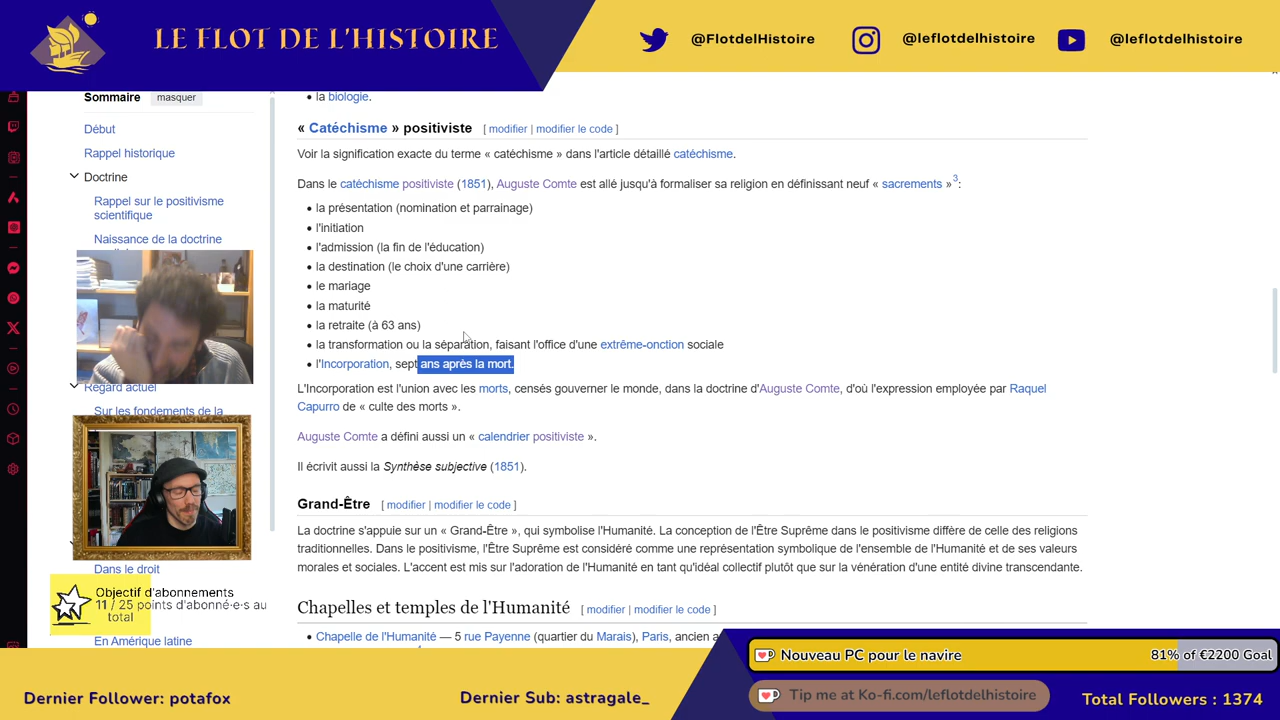 LE FLOT DE L'HISTOIRE
@FlotdelHistoire
@leflotdelhistoire
@leflotdelhistoire
Sommaire masquer
Début
Rappel historique
Doctrine
Rappel sur le positivisme
scientifique
Naissance de la doctrine
Regard actuel
Sur les fondements de la
Dans le droit
En Amérique latine
• la biologie.
« Catéchisme » positiviste [ modifier | modifier le code ]
Voir la signification exacte du terme « catéchisme » dans l'article détaillé catéchisme.
Dans le catéchisme positiviste (1851), Auguste Comte est allé jusqu'à formaliser sa religion en définissant neuf « sacrements »3:
• la présentation (nomination et parrainage)
• l'initiation
• l'admission (la fin de l'éducation)
• la destination (le choix d'une carrière)
• le mariage
• la maturité
• la retraite (à 63 ans)
• la transformation ou la séparation, faisant l'office d'une extrême-onction sociale
• l'Incorporation, sept ans après la mort.
L'Incorporation est l'union avec les morts, censés gouverner le monde, dans la doctrine d'Auguste Comte, d'où l'expression employée par Raquel
Capurro de « culte des morts ».
Auguste Comte a défini aussi un « calendrier positiviste ».
Il écrivit aussi la Synthèse subjective (1851).
Grand-Être [ modifier | modifier le code ]
La doctrine s'appuie sur un « Grand-Être », qui symbolise l'Humanité. La conception de l'Être Suprême dans le positivisme diffère de celle des religions
traditionnelles. Dans le positivisme, l'Être Suprême est considéré comme une représentation symbolique de l'ensemble de l'Humanité et de ses valeurs
morales et sociales. L'accent est mis sur l'adoration de l'Humanité en tant qu'idéal collectif plutôt que sur la vénération d'une entité divine transcendante.
Chapelles et temples de l'Humanité [ modifier | modifier le code ]
• Chapelle de l'Humanité — 5 rue Payenne (quartier du Marais), Paris, ancien
Objectif d'abonnements
11 / 25 points d'abonné·e·s au
total
Nouveau PC pour le navire 81% of €2200 Goal
Tip me at Ko-fi.com/leflotdelhistoire
Dernier Follower: potafox
Dernier Sub: astragale_
Total Followers : 1374